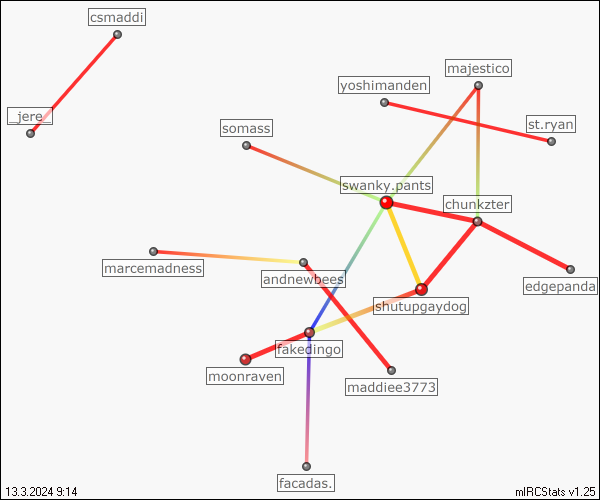 csmaddi
majestico
yoshimanden
_jere_
st.ryan
somass
swanky.pants
chunkzter
marcemadness
andnewbees
edgepanda
shutupgaydog
fakedingo
moonraven
maddiee3773
facadas.
13.3.2024 9:14
mIRCStats v1.25